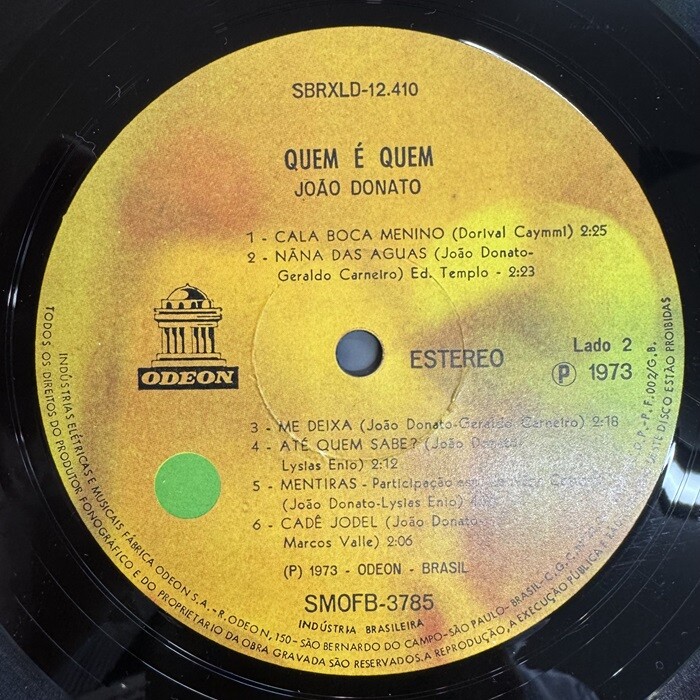 SBRXLD-12.410
QUEM É QUEM
JOÃO DONATO
1 - CALA BOCA MENINO (Dorival Caymmi) 2:25
2 - NÃNA DAS AGUAS (João Donato-
Geraldo Carneiro) Ed. Templo - 2:23
ODEON
ESTEREO
Lado 2
Ⓟ 1973
3 - ME DEIXA (João Donato-Geraldo Carneiro) 2:18
4 - ATÉ QUEM SABE? (João Donato-
Lysias Enio) 2:12
5 - MENTIRAS - Participação
(João Donato-Lysias Enio)
6 - CADÊ JODEL (João Donato-
Marcos Valle) 2:06
(P) 1973 - ODEON - BRASIL
SMOFB-3785
INDÚSTRIA BRASILEIRA
INDÚSTRIAS ELÉTRICAS E MUSICAIS FÁBRICA ODEON S.A.-R.ODEON, 150-SÃO BERNARDO DO CAMPO-SÃO PAULO-BRASIL-C.G.C. P.F.002/G.B.
TODOS OS DIREITOS DO PRODUTOR FONOGRÁFICO E DO PROPRIETARIO DA OBRA GRAVADA SÃO RESERVADOS. A REPRODUÇÃO, A EXECUÇÃO PÚBLICA DESTE DISCO ESTÃO PROIBIDAS